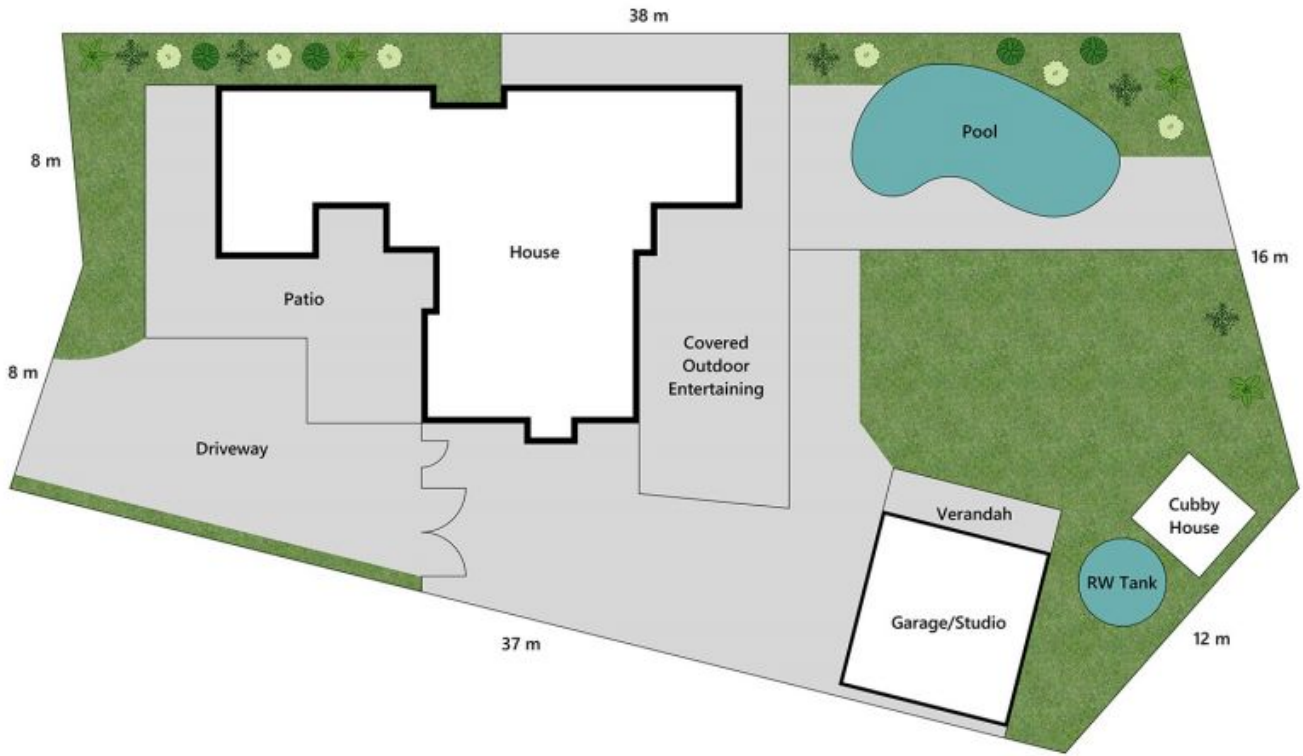 38 m
8 m
Pool
House
16 m
Patio
Covered
Outdoor
Entertaining
8 m
Driveway
Verandah
Cubby
House
RW Tank
Garage/Studio
12 m
37 m